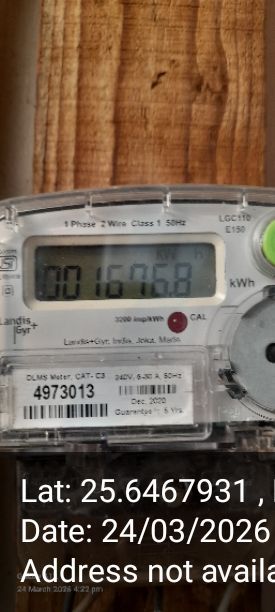 LGC110
E150
1 Phase 2 Wire Class 1 50Hz
001676.8
kWh
3200 imp/kWh
CAL
Landis
Gyr+
Landis+Gyr, India, Joka, Made
DLMS Meter, CAT- C3
240V, 5-30 A, 50Hz
4973013
Dec, 2020
Guarantee : 5 Yrs
Lat: 25.6467931 ,
Date: 24/03/2026
Address not availa
24 March 2026 4:22 pm